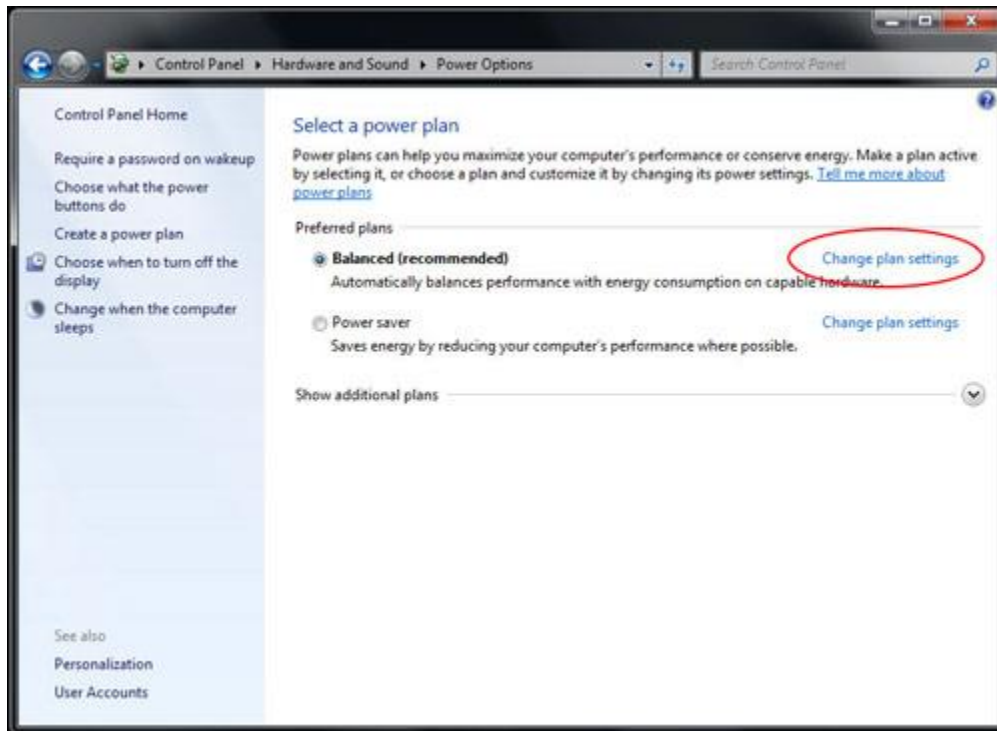 Control Panel ▸ Hardware and Sound ▸ Power Options
Search Control Panel
Control Panel Home
Require a password on wakeup
Choose what the power
buttons do
Create a power plan
Choose when to turn off the
display
Change when the computer
sleeps
See also
Personalization
User Accounts
Select a power plan
Power plans can help you maximize your computer's performance or conserve energy. Make a plan active
by selecting it, or choose a plan and customize it by changing its power settings. Tell me more about
power plans
Preferred plans
Balanced (recommended) Change plan settings
Automatically balances performance with energy consumption on capable hardware.
Power saver Change plan settings
Saves energy by reducing your computer's performance where possible.
Show additional plans